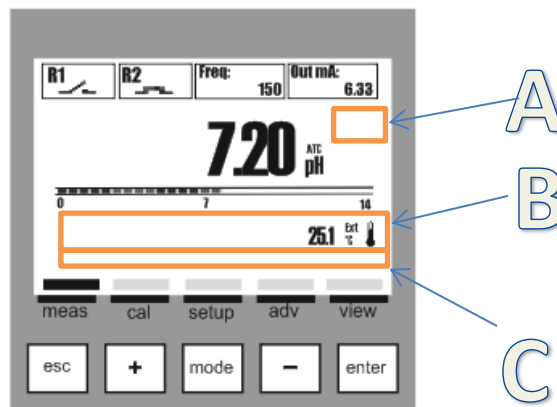 R1 R2 Freq: 150 Out mA: 6.33
A
7.20 ATC pH
0 7 14
B
25.1 Ext °C
meas cal setup adv view
C
esc + mode - enter